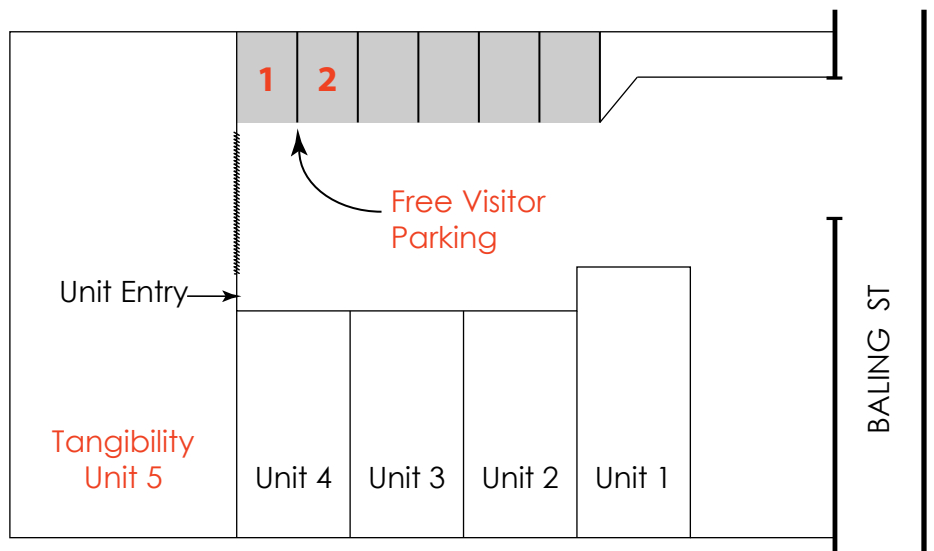 1 2
Free Visitor
Parking
Unit Entry
BALING ST
Tangibility
Unit 5
Unit 4 Unit 3 Unit 2 Unit 1